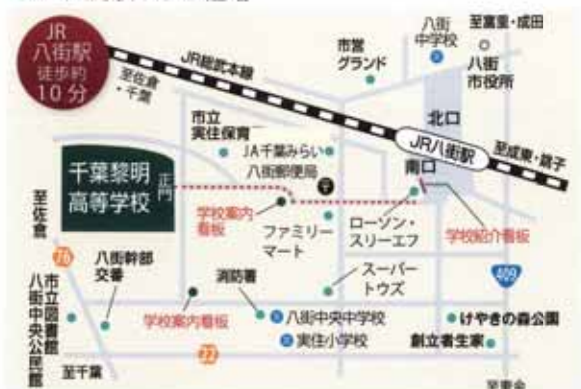 JR
八街駅
徒歩約
10分
至佐倉
・千葉
JR総武本線
市営
グランド
八街
中学校
至富里・成田
八街
市役所
北口
JR八街駅
至成東・銚子
南口
市立
実住保育
JA千葉みらい
八街郵便局
千葉黎明
高等学校
正門
学校案内
看板
ファミリー
マート
ローソン・
スリーエフ
学校紹介看板
至佐倉
76
八街幹部
交番
消防署
スーパー
トウズ
409
市立図書館
八街中央公民館
学校案内看板
八街中央中学校
実住小学校
けやきの森公園
創立者生家
22
至千葉